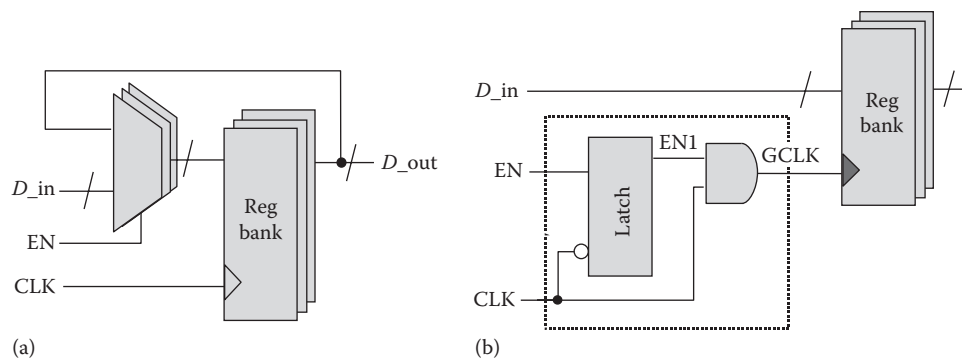 D_in
EN
CLK
Reg
bank
D_out
(a)
D_in
EN
CLK
Latch
EN1
GCLK
Reg
bank
(b)